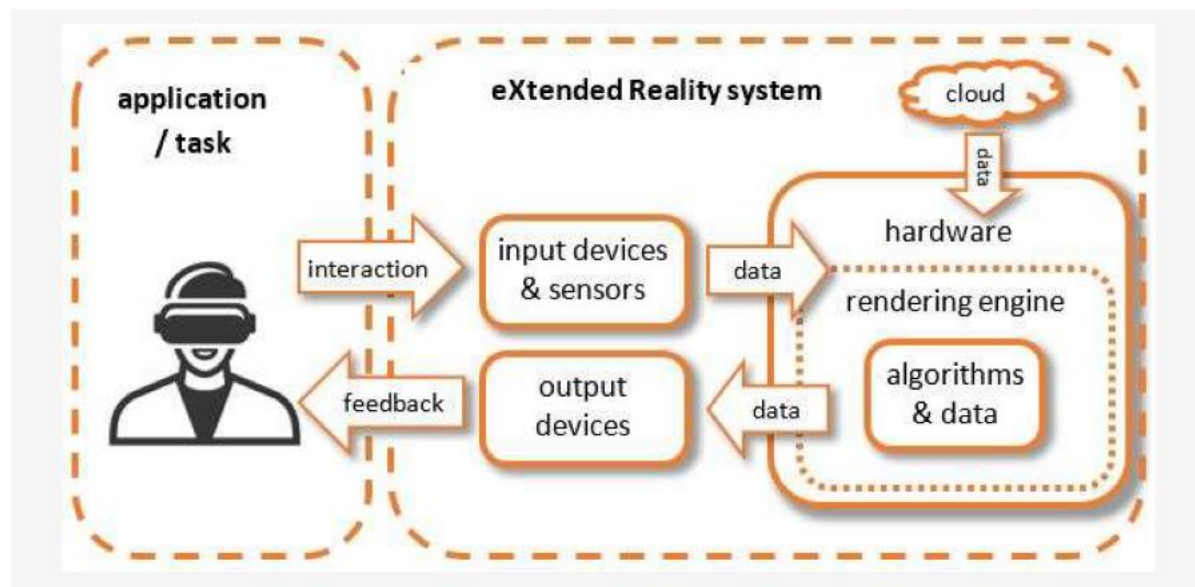 application
/ task
eXtended Reality system
cloud
data
hardware
interaction
input devices
& sensors
data
rendering engine
algorithms
& data
feedback
output
devices
data